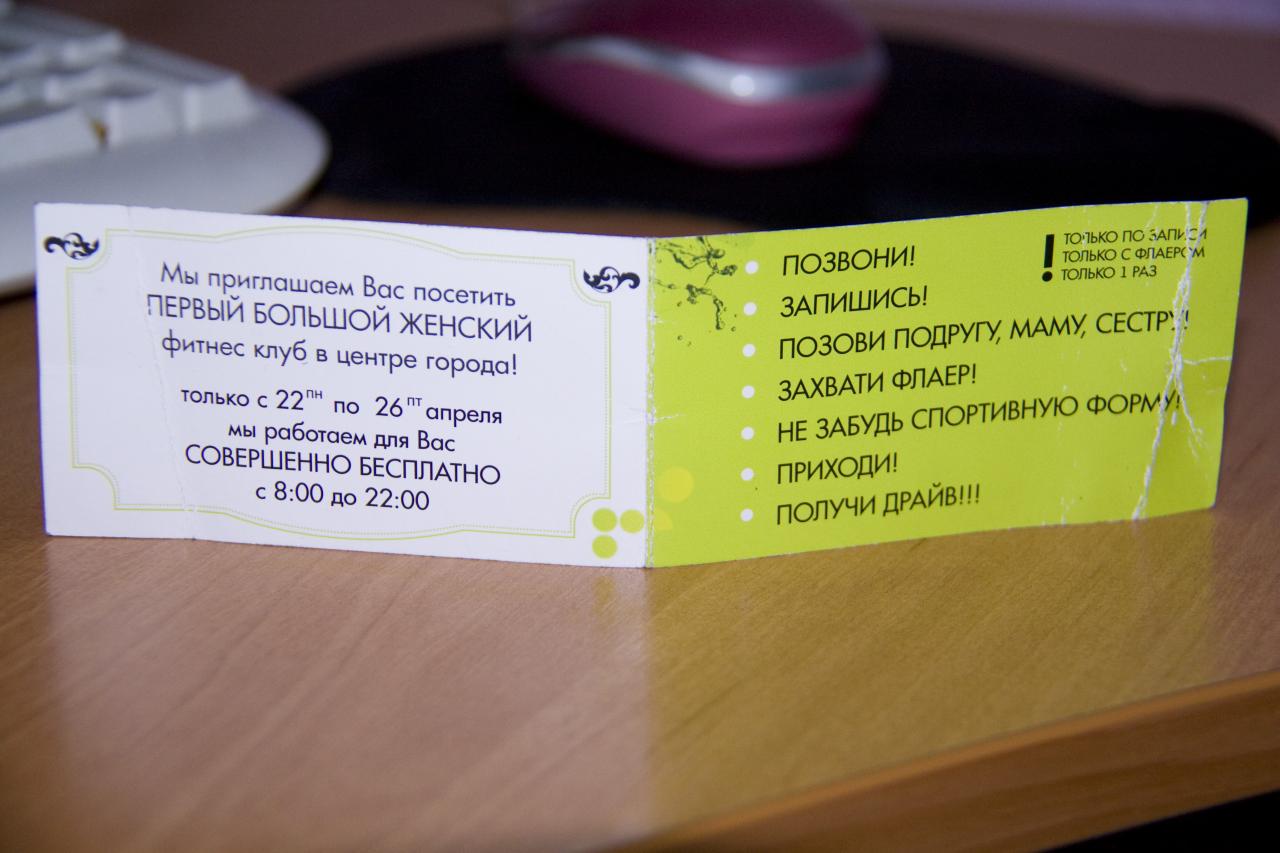 Мы приглашаем Вас посетить
ПЕРВЫЙ БОЛЬШОЙ ЖЕНСКИЙ
фитнес клуб в центре города!
только с 22пн по 26пт апреля
мы работаем для Вас
СОВЕРШЕННО БЕСПЛАТНО
с 8:00 до 22:00
ПОЗВОНИ!
ЗАПИШИСЬ!
ПОЗОВИ ПОДРУГУ, МАМУ, СЕСТРУ!
ЗАХВАТИ ФЛАЕР!
НЕ ЗАБУДЬ СПОРТИВНУЮ ФОРМУ!
ПРИХОДИ!
ПОЛУЧИ ДРАЙВ!!!
! ТОЛЬКО ПО ЗАПИСИ
ТОЛЬКО С ФЛАЕРОМ
ТОЛЬКО 1 РАЗ